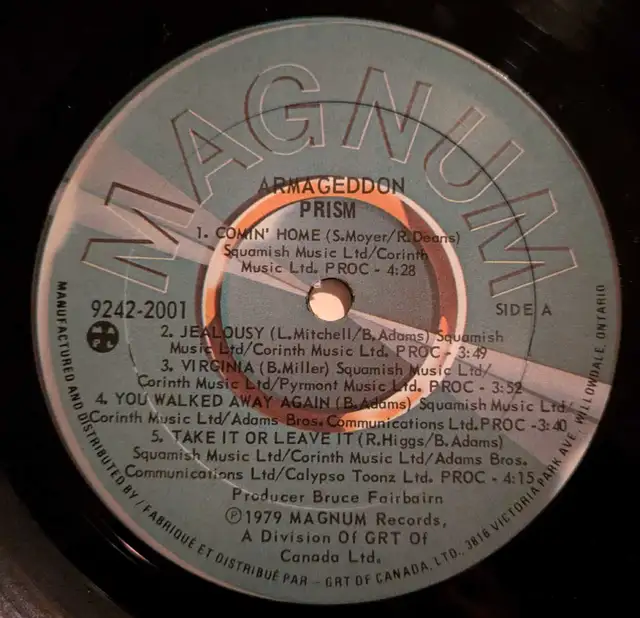 MAGNUM
ARMAGEDDON
PRISM
1. COMIN' HOME (S.Moyer/R.Deans)
Squamish Music Ltd/Corinth
Music Ltd. PROC - 4:28
9242-2001
SIDE A
2. JEALOUSY (L.Mitchell/B.Adams) Squamish
Music Ltd/Corinth Music Ltd. PROC - 3:49
3. VIRGINIA (B.Miller) Squamish Music Ltd/
Corinth Music Ltd/Pyrmont Music Ltd. PROC - 3:52
4. YOU WALKED AWAY AGAIN (B.Adams) Squamish Music Ltd/
Corinth Music Ltd/Adams Bros. Communications Ltd. PROC -3:40
5. TAKE IT OR LEAVE IT (R.Higgs/B.Adams)
Squamish Music Ltd/Corinth Music Ltd/Adams Bros.
Communications Ltd/Calypso Toonz Ltd. PROC - 4:15
Producer Bruce Fairbairn
Ⓟ1979 MAGNUM Records,
A Division Of GRT Of
Canada Ltd.
MANUFACTURED AND DISTRIBUTED BY / FABRIQUÉ ET DISTRIBUÉ PAR - GRT OF CANADA, LTD., 3816 VICTORIA PARK AVE. WILLOWDALE, ONTARIO